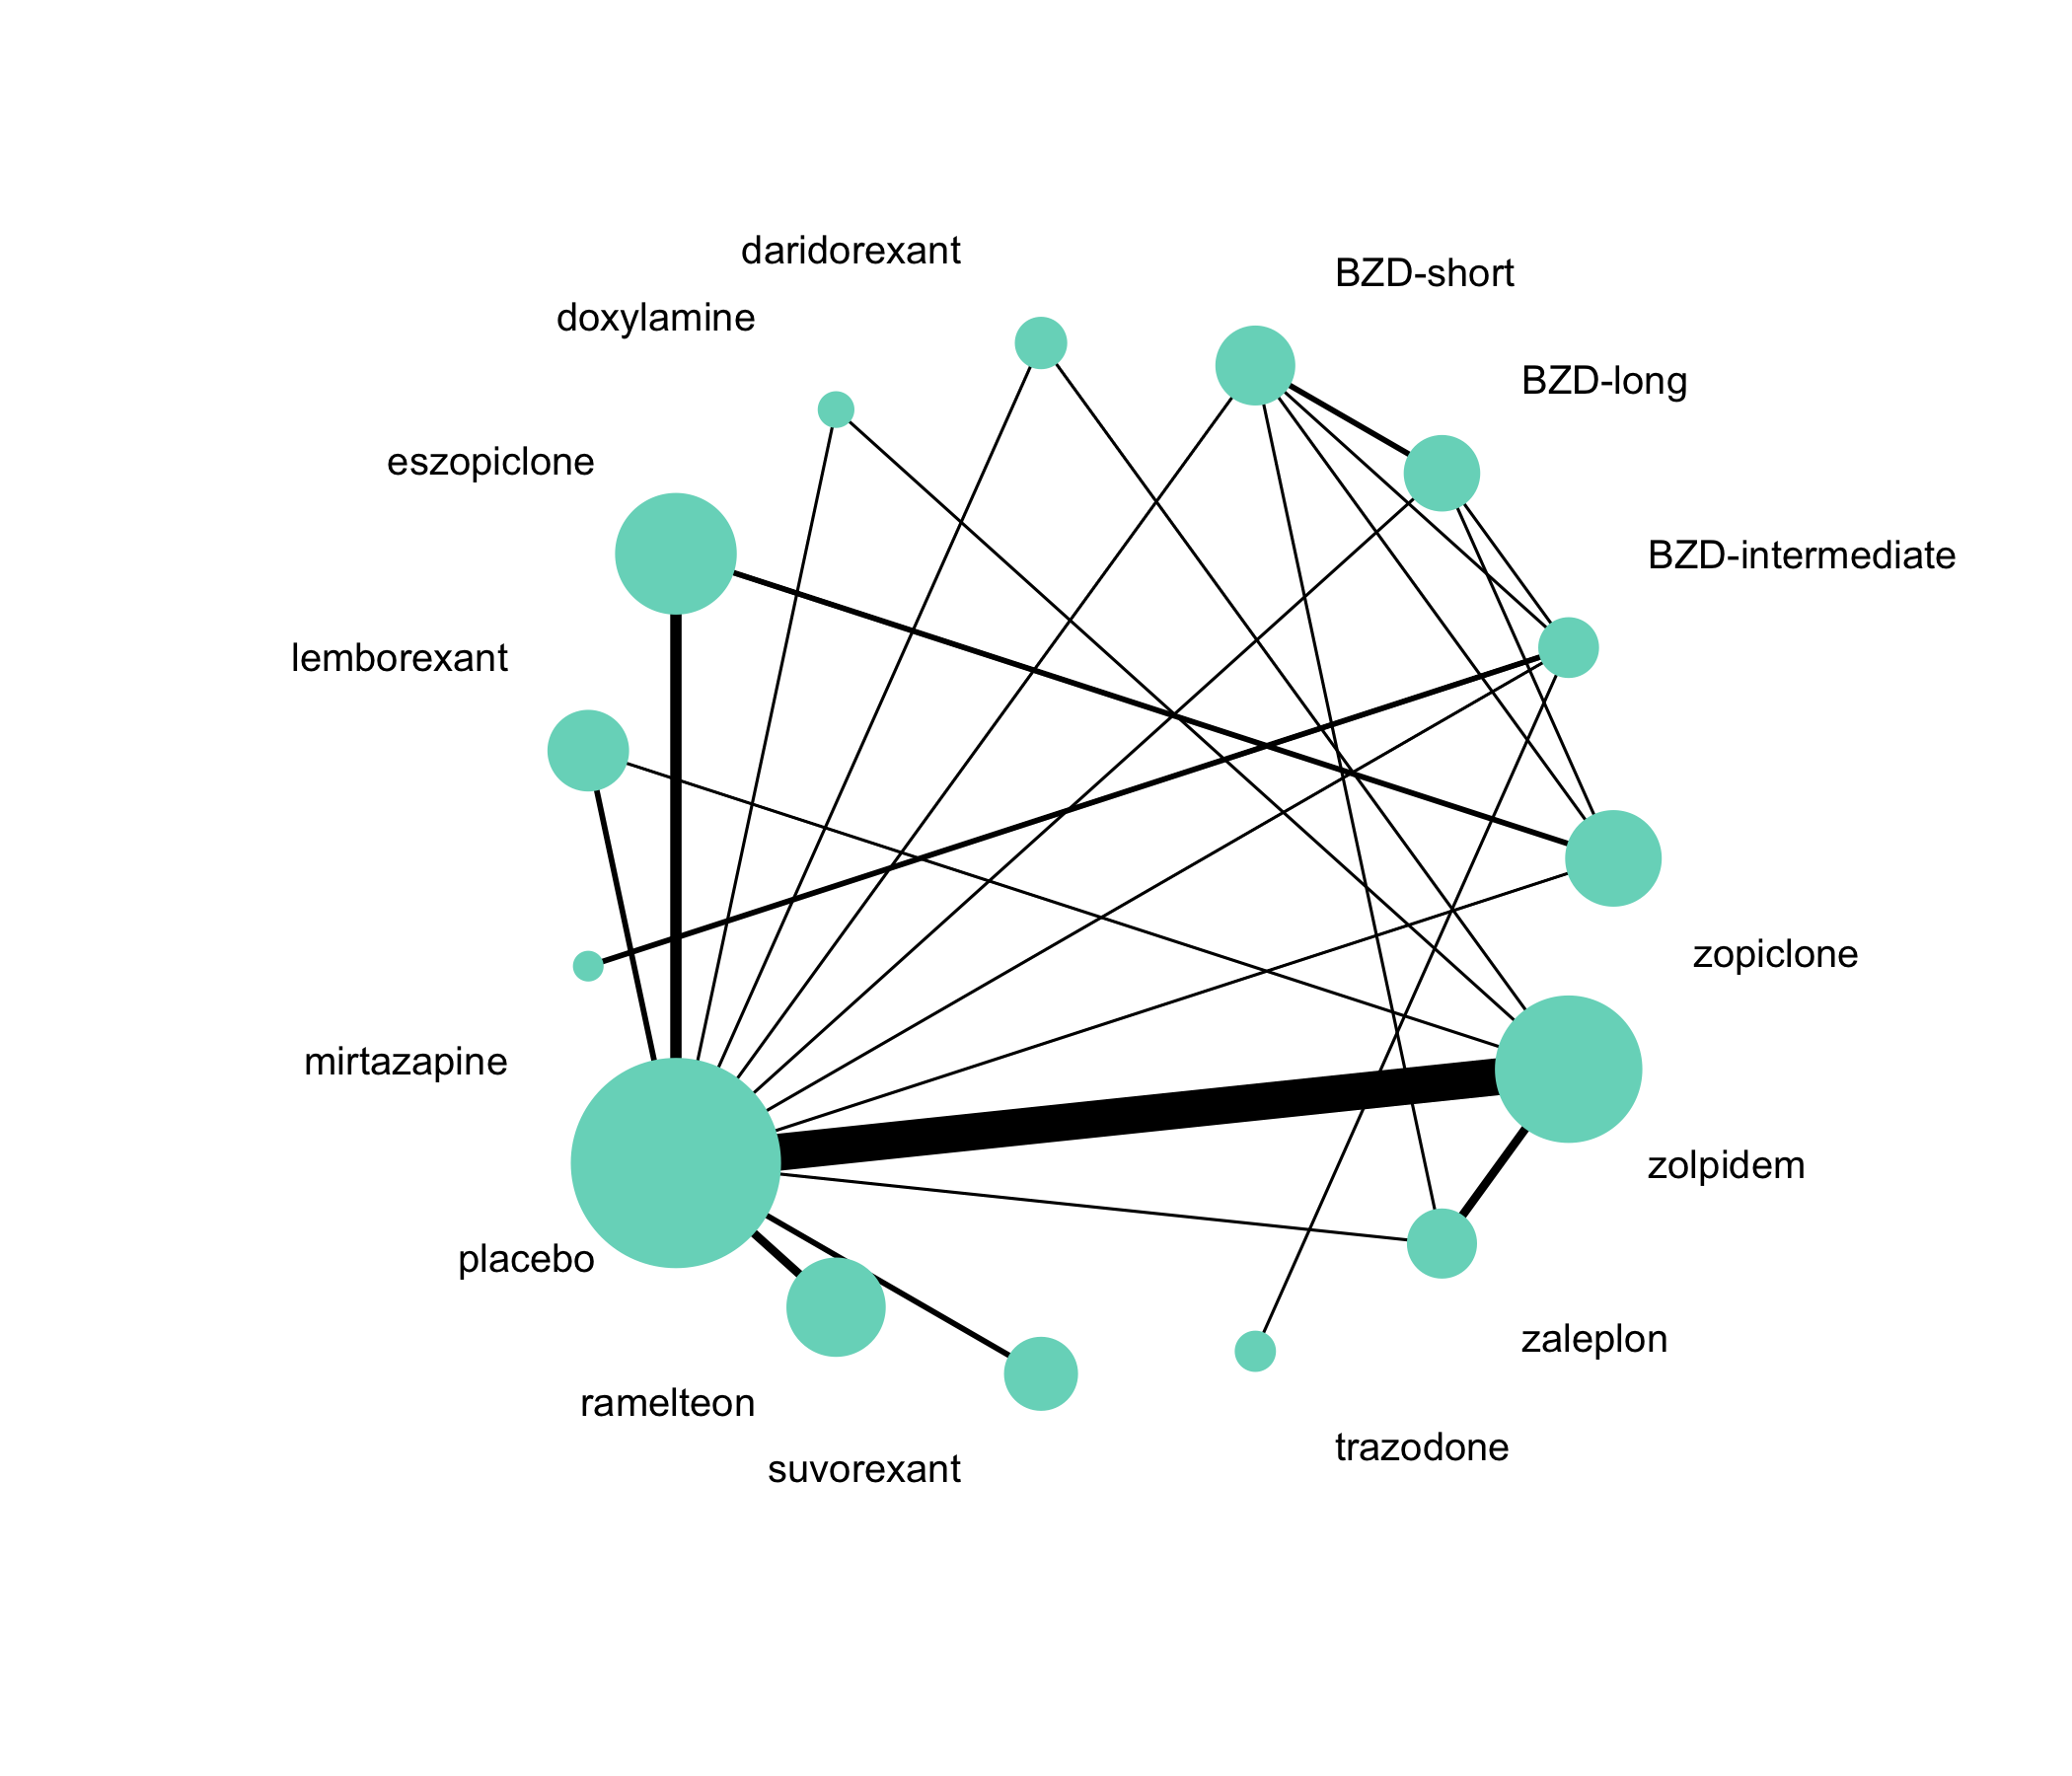 daridorexant
BZD-short
doxylamine
BZD-long
eszopiclone
BZD-intermediate
lemborexant
zopiclone
mirtazapine
zolpidem
placebo
zaleplon
ramelteon
trazodone
suvorexant